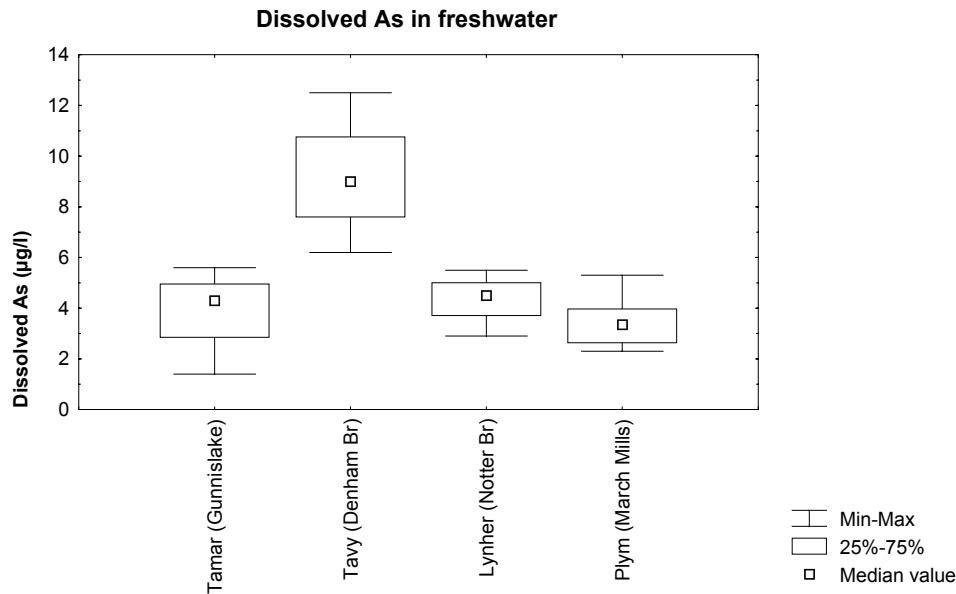 Dissolved As in freshwater
Dissolved As (µg/l)
14
12
10
8
6
4
2
0
Tamar (Gunnislake)
Tavy (Denham Br)
Lynher (Notter Br)
Plym (March Mills)
Min-Max
25%-75%
Median value